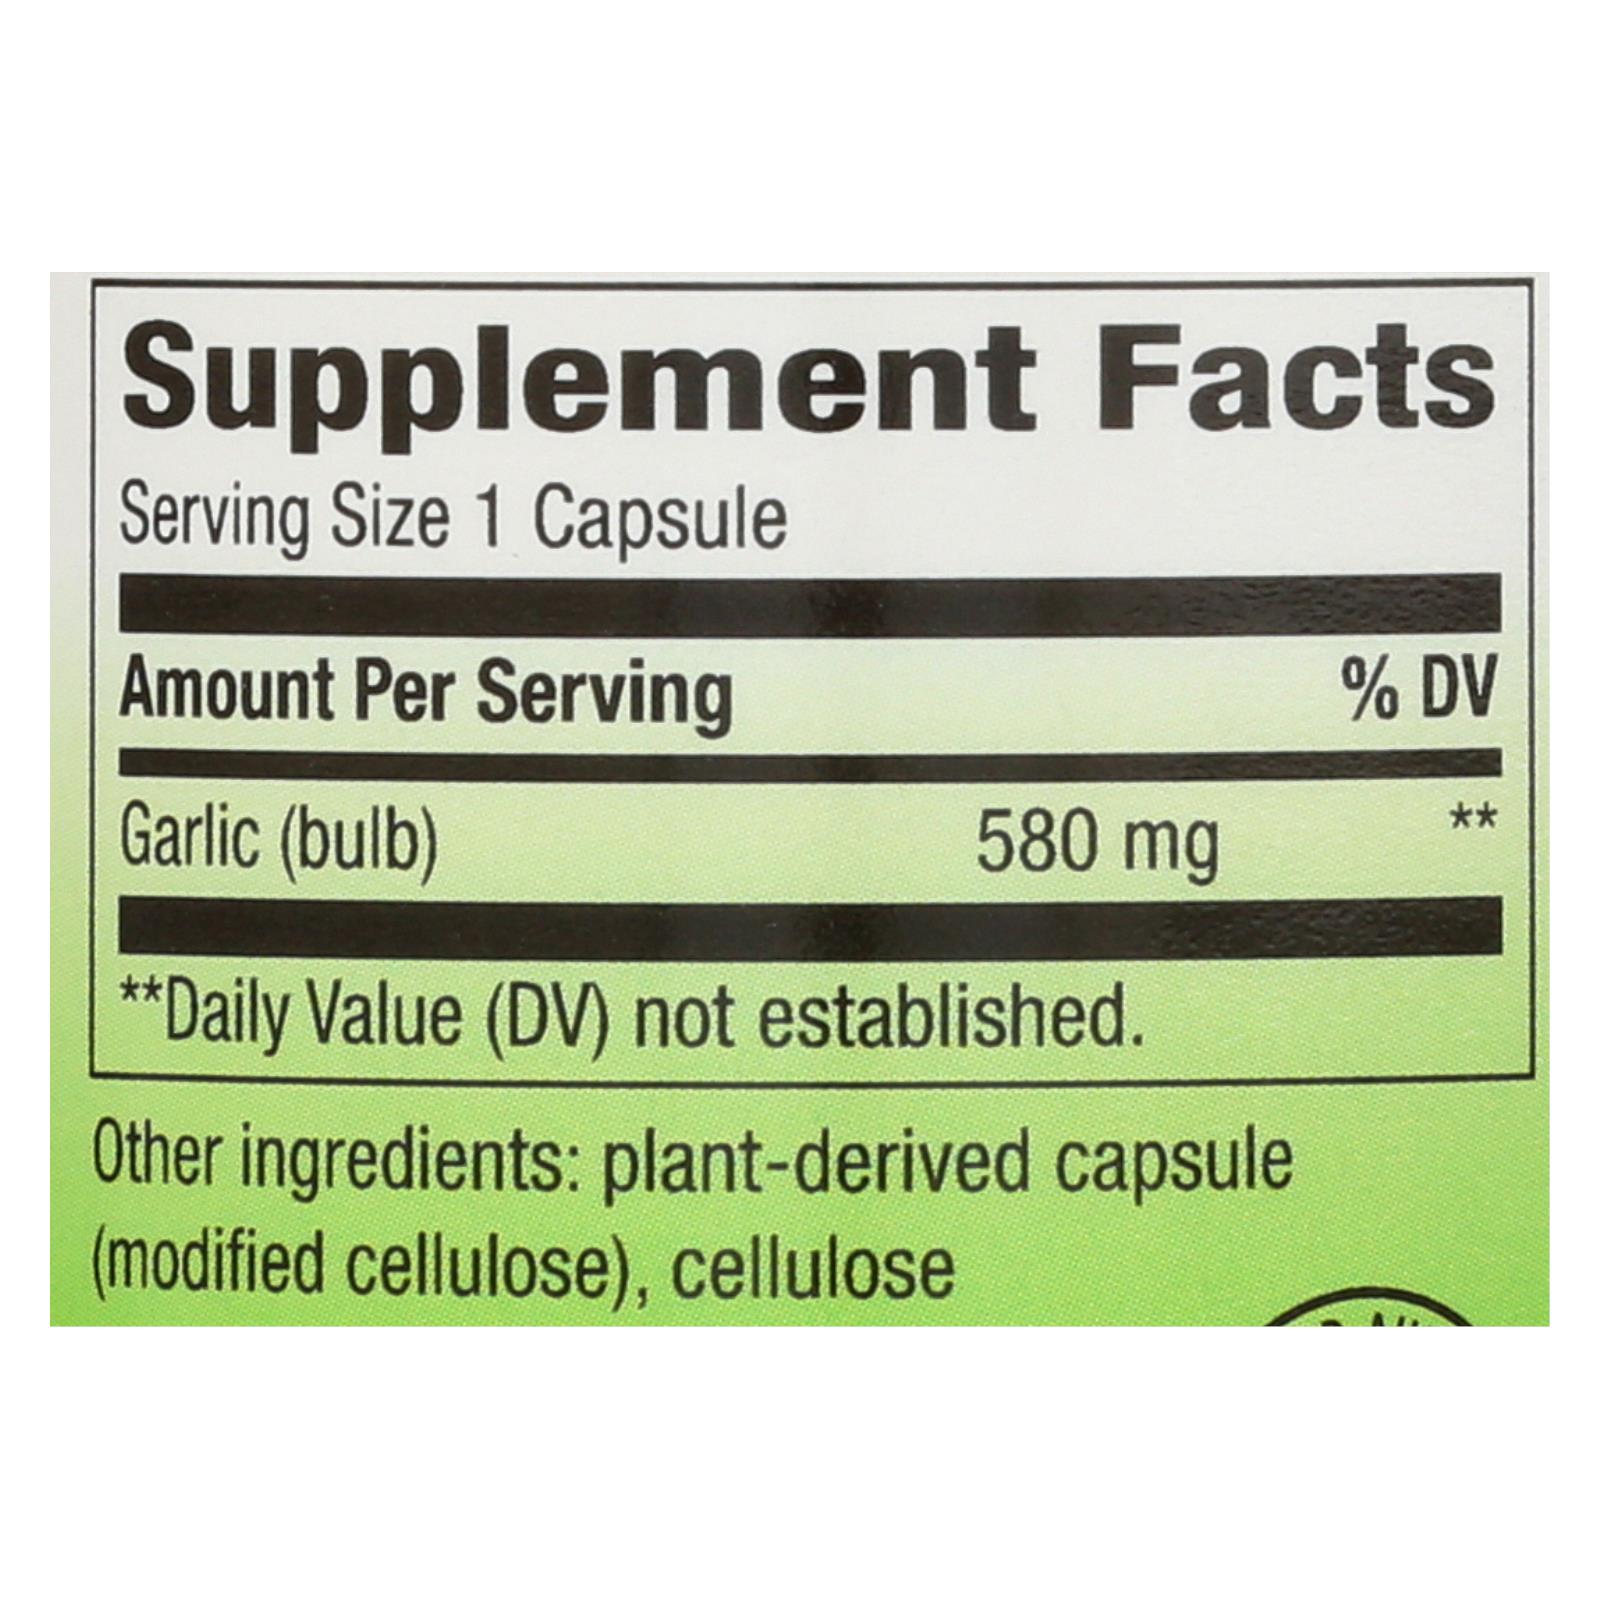 Supplement Facts
Serving Size 1 Capsule
Amount Per Serving % DV
Garlic (bulb) 580 mg **
**Daily Value (DV) not established.
Other ingredients: plant-derived capsule
(modified cellulose), cellulose